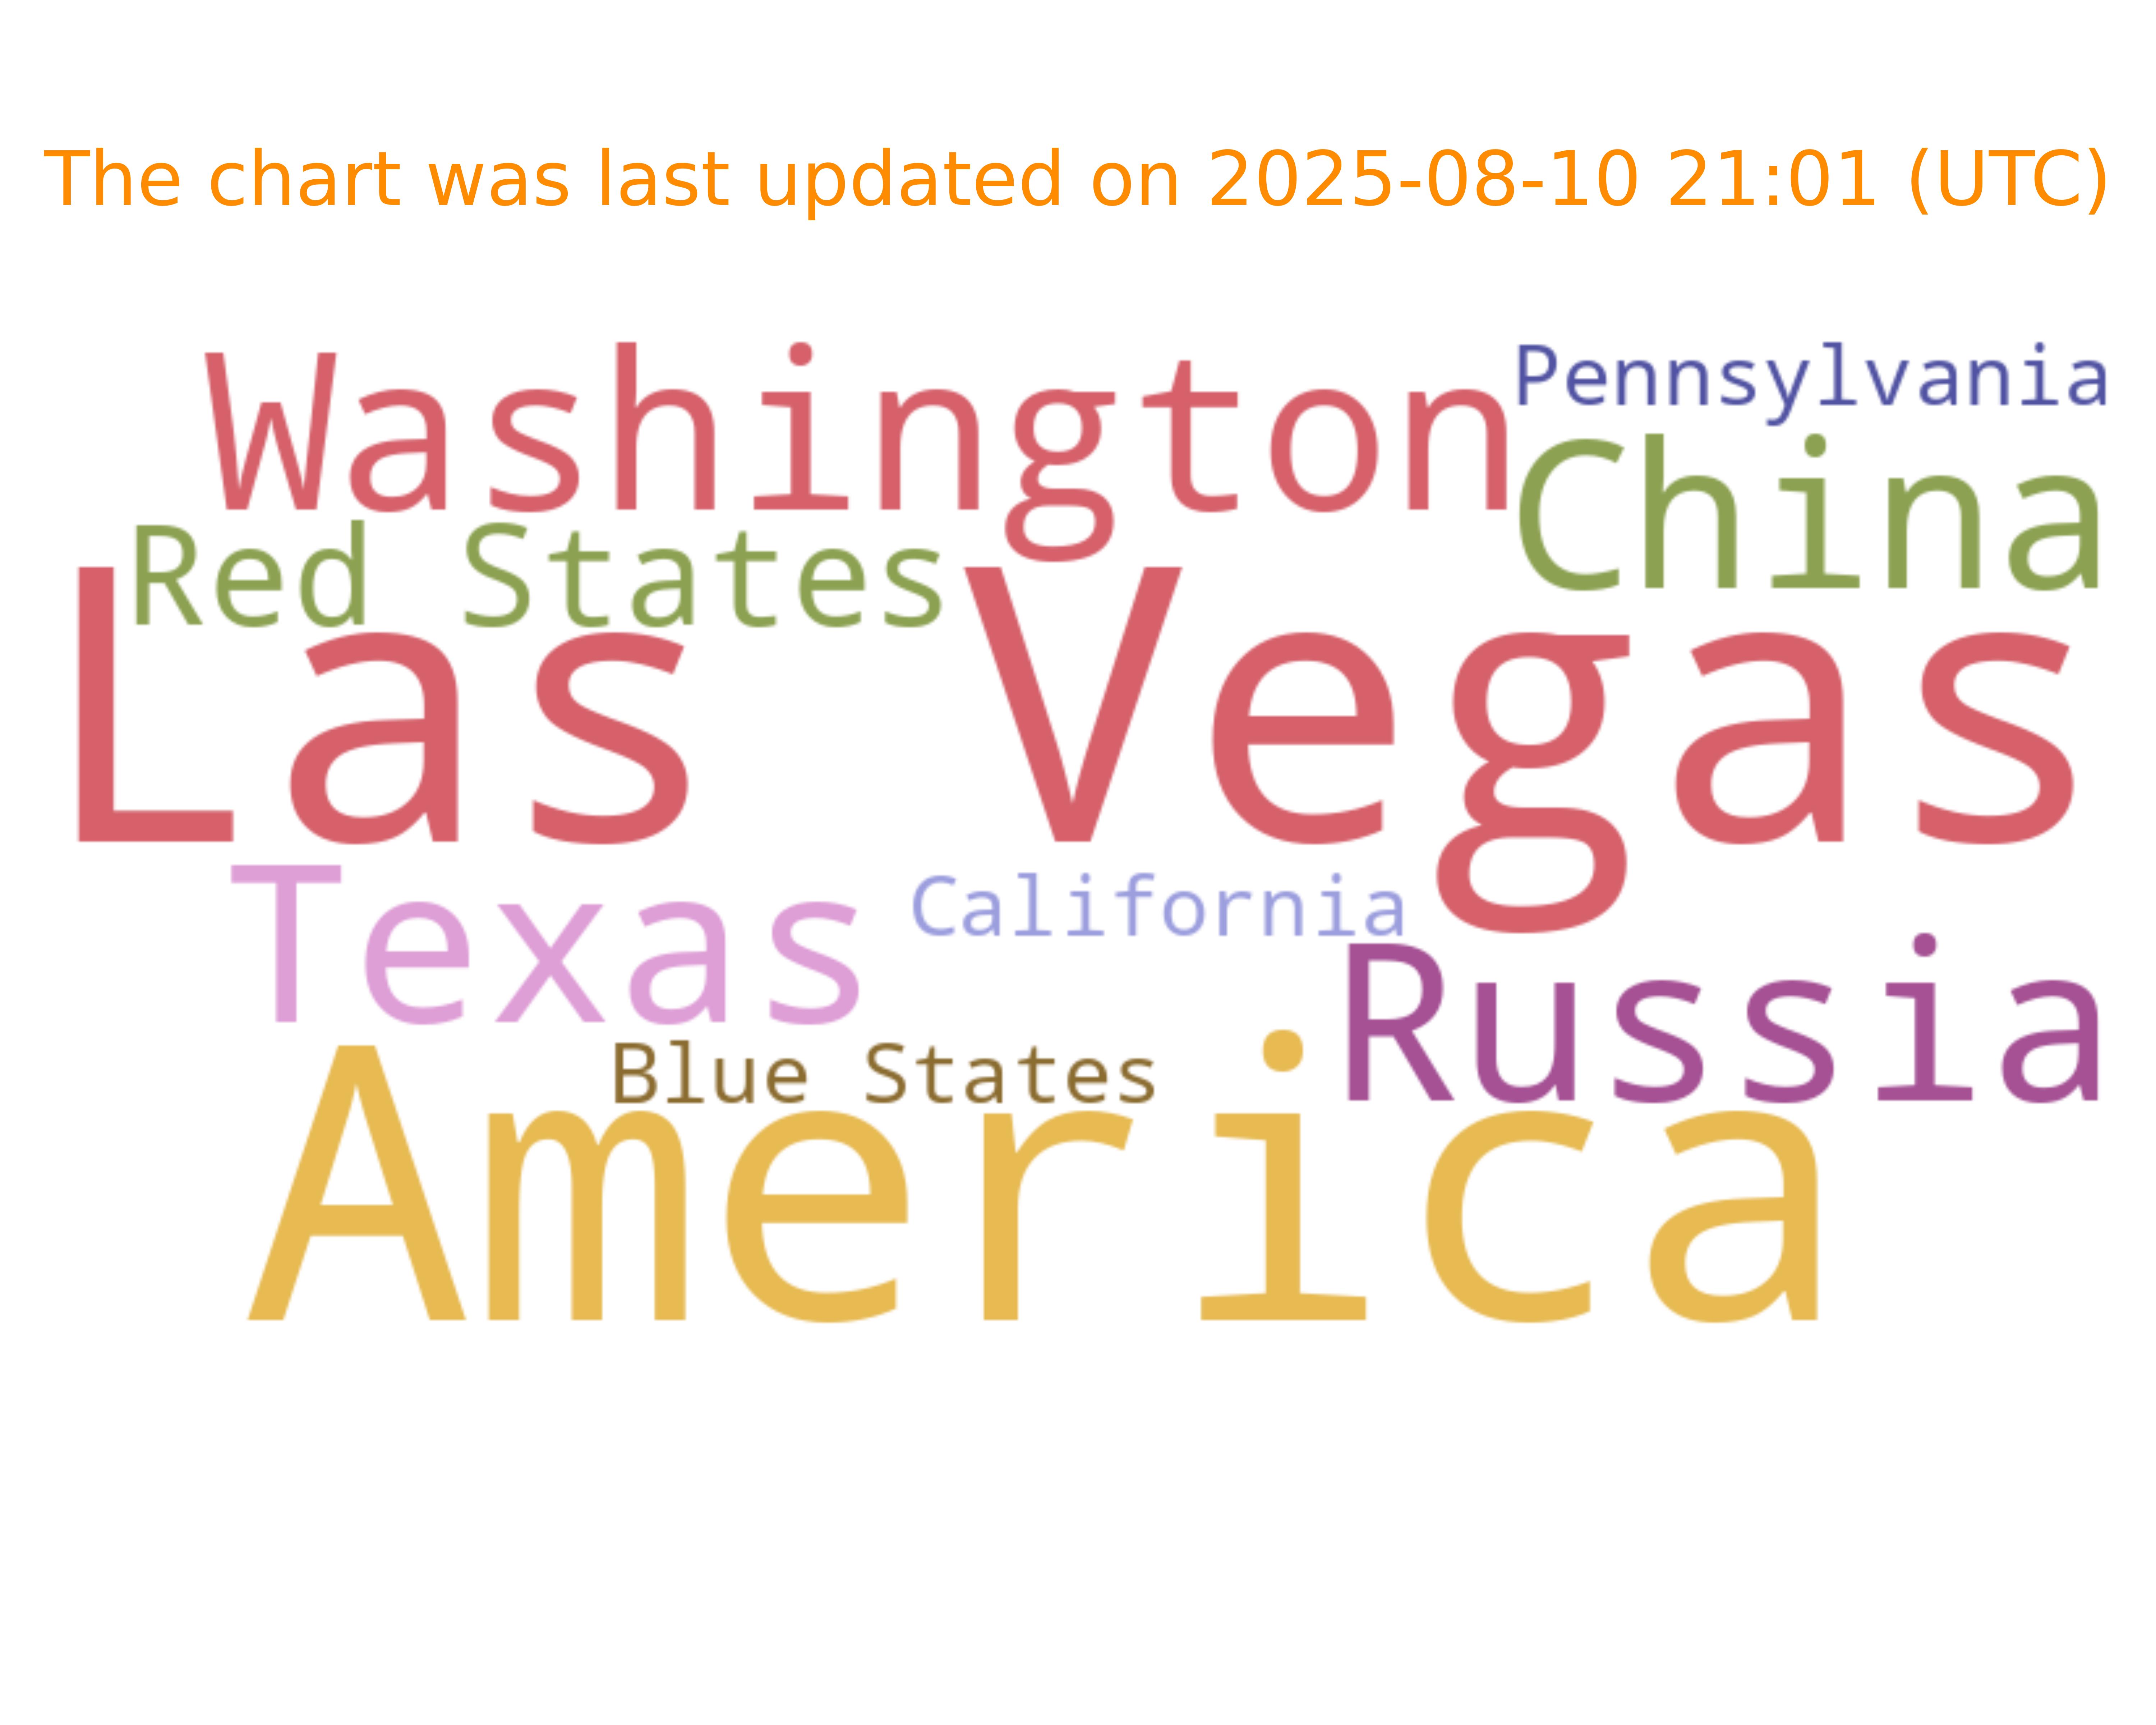 The chart was last updated on 2025-08-10 21:01 (UTC)
Washington
Pennsylvania
China
Red States
Las Vegas
Texas
California
Russia
Blue States
America